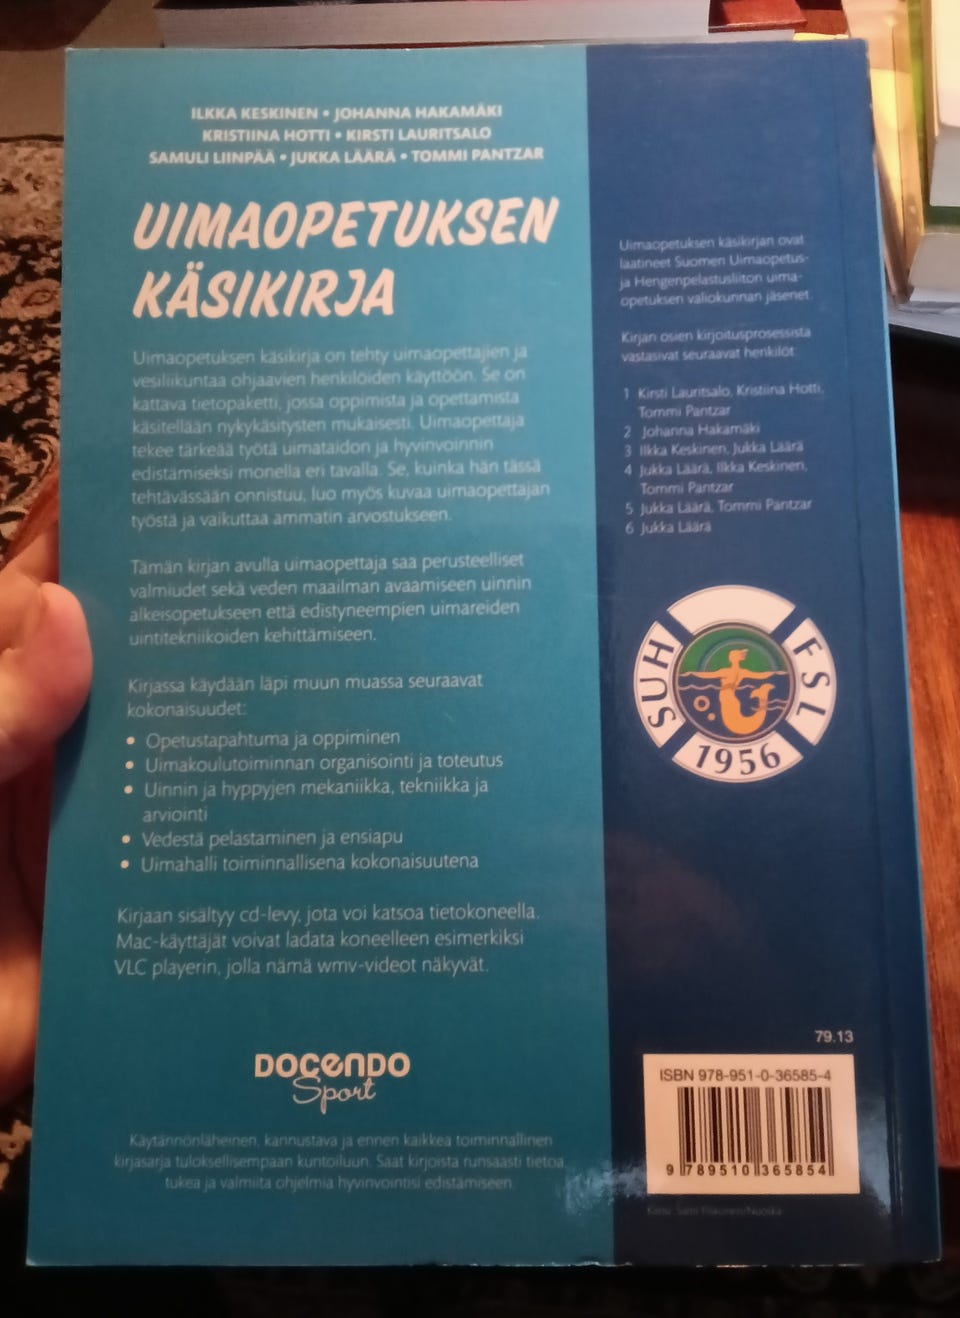 ILKKA KESKINEN • JOHANNA HAKAMÄKI
KRISTIINA HOTTI • KIRSTI LAURITSALO
SAMULI LIINPÄÄ • JUKKA LÄÄRÄ • TOMMI PANTZAR
UIMAOPETUKSEN
KÄSIKIRJA
Uimaopetuksen käsikirja on tehty uimaopettajien ja
vesiliikuntaa ohjaavien henkilöiden käyttöön. Se on
kattava tietopaketti, jossa oppimista ja opettamista
käsitellään nykykäsitysten mukaisesti. Uimaopettaja
tekee tärkeää työtä uimataidon ja hyvinvoinnin
edistämiseksi monella eri tavalla. Se, kuinka hän tässä
tehtävässään onnistuu, luo myös kuvaa uimaopettajan
työstä ja vaikuttaa ammatin arvostukseen.
Tämän kirjan avulla uimaopettaja saa perusteelliset
valmiudet sekä veden maailman avaamiseen uinnin
alkeisopetukseen että edistyneempien uimareiden
uintitekniikoiden kehittämiseen.
Kirjassa käydään läpi muun muassa seuraavat
kokonaisuudet:
• Opetustapahtuma ja oppiminen
• Uimakoulutoiminnan organisointi ja toteutus
• Uinnin ja hyppyjen mekaniikka, tekniikka ja
arviointi
• Vedestä pelastaminen ja ensiapu
• Uimahalli toiminnallisena kokonaisuutena
Kirjaan sisältyy cd-levy, jota voi katsoa tietokoneella.
Mac-käyttäjät voivat ladata koneelleen esimerkiksi
VLC playerin, jolla nämä wmv-videot näkyvät.
DOCENDO
Sport
Käytännönläheinen, kannustava ja ennen kaikkea toiminnallinen
kirjasarja tuloksellisempaan kuntoiluun. Saat kirjoista runsaasti tietoa,
tukea ja valmiita ohjelmia hyvinvointisi edistämiseen.
Uimaopetuksen käsikirjan ovat
laatineet Suomen Uimaopetus-
ja Hengenpelastusliiton uima-
opetuksen valiokunnan jäsenet.
Kirjan osien kirjoitusprosessista
vastasivat seuraavat henkilöt:
1 Kirsti Lauritsalo, Kristiina Hotti,
Tommi Pantzar
2 Johanna Hakamäki
3 Ilkka Keskinen, Jukka Läärä
4 Jukka Läärä, Ilkka Keskinen,
Tommi Pantzar
5 Jukka Läärä, Tommi Pantzar
6 Jukka Läärä
SUH
FSL
1956
79.13
ISBN 978-951-0-36585-4
9 789510 365854